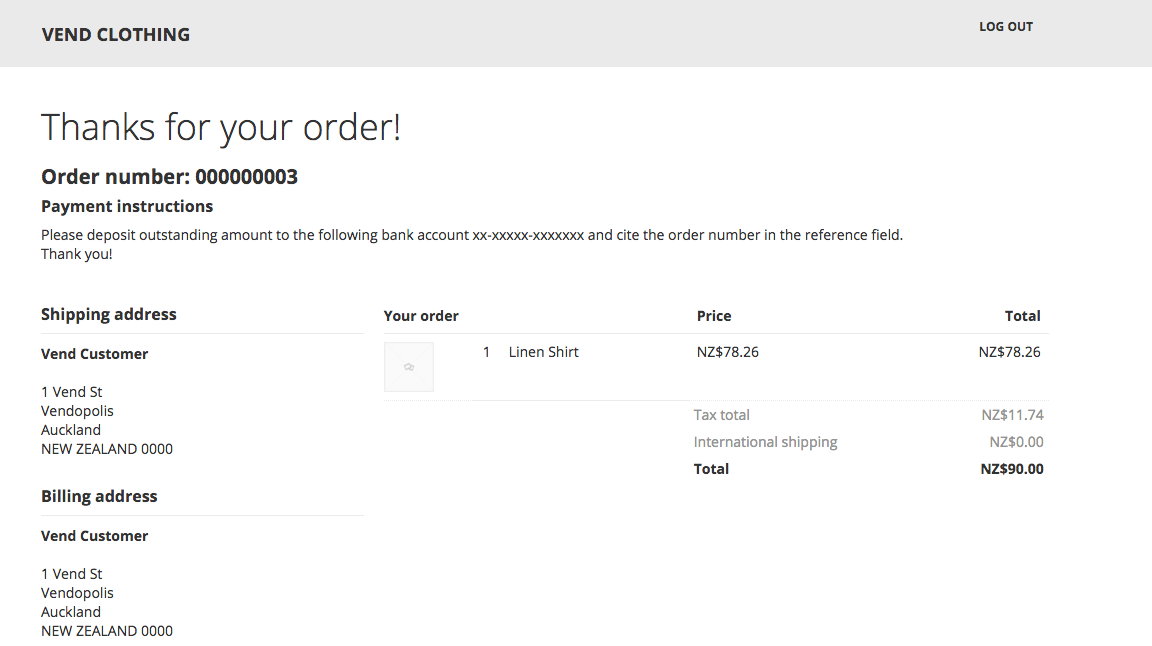 VEND CLOTHING
LOG OUT
Thanks for your order!
Order number: 000000003
Payment instructions
Please deposit outstanding amount to the following bank account xx-xxxxx-xxxxxxx and cite the order number in the reference field.
Thank you!
Shipping address
Vend Customer
1 Vend St
Vendopolis
Auckland
NEW ZEALAND 0000
Billing address
Vend Customer
1 Vend St
Vendopolis
Auckland
NEW ZEALAND 0000
Your order Price Total
1 Linen Shirt NZ$78.26 NZ$78.26
Tax total NZ$11.74
International shipping NZ$0.00
Total NZ$90.00